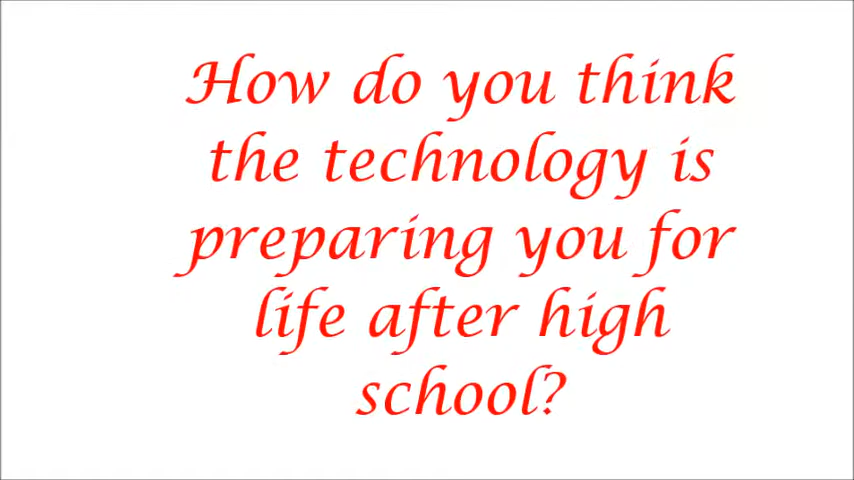 How do you think
the technology is
preparing you for
life after high
school?